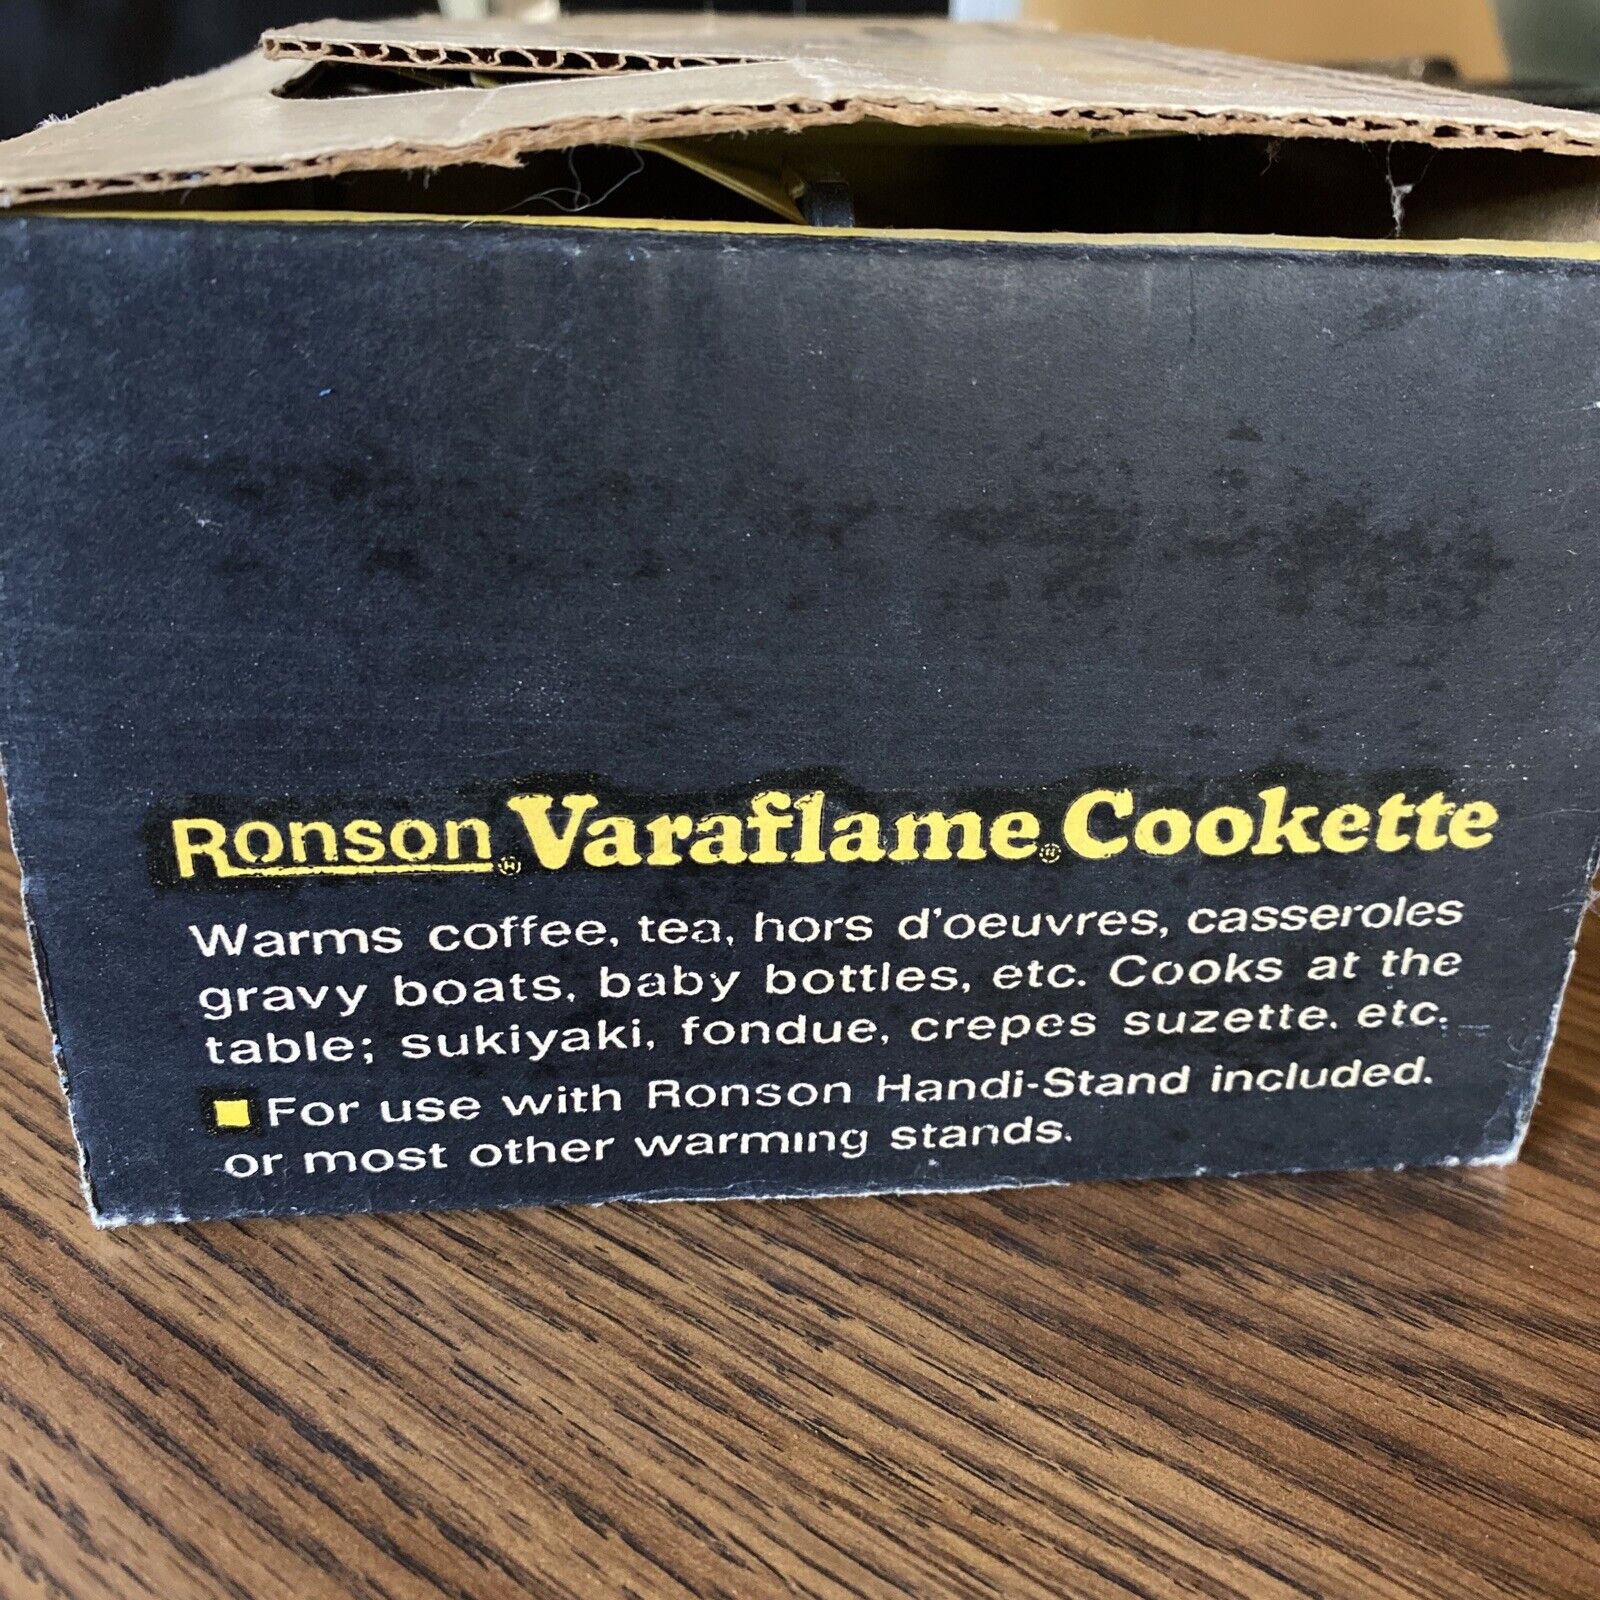 Ronson® Varaflame® Cookette
Warms coffee, tea, hors d'oeuvres, casseroles
gravy boats, baby bottles, etc. Cooks at the
table; sukiyaki, fondue, crepes suzette, etc.
■ For use with Ronson Handi-Stand included.
or most other warming stands.